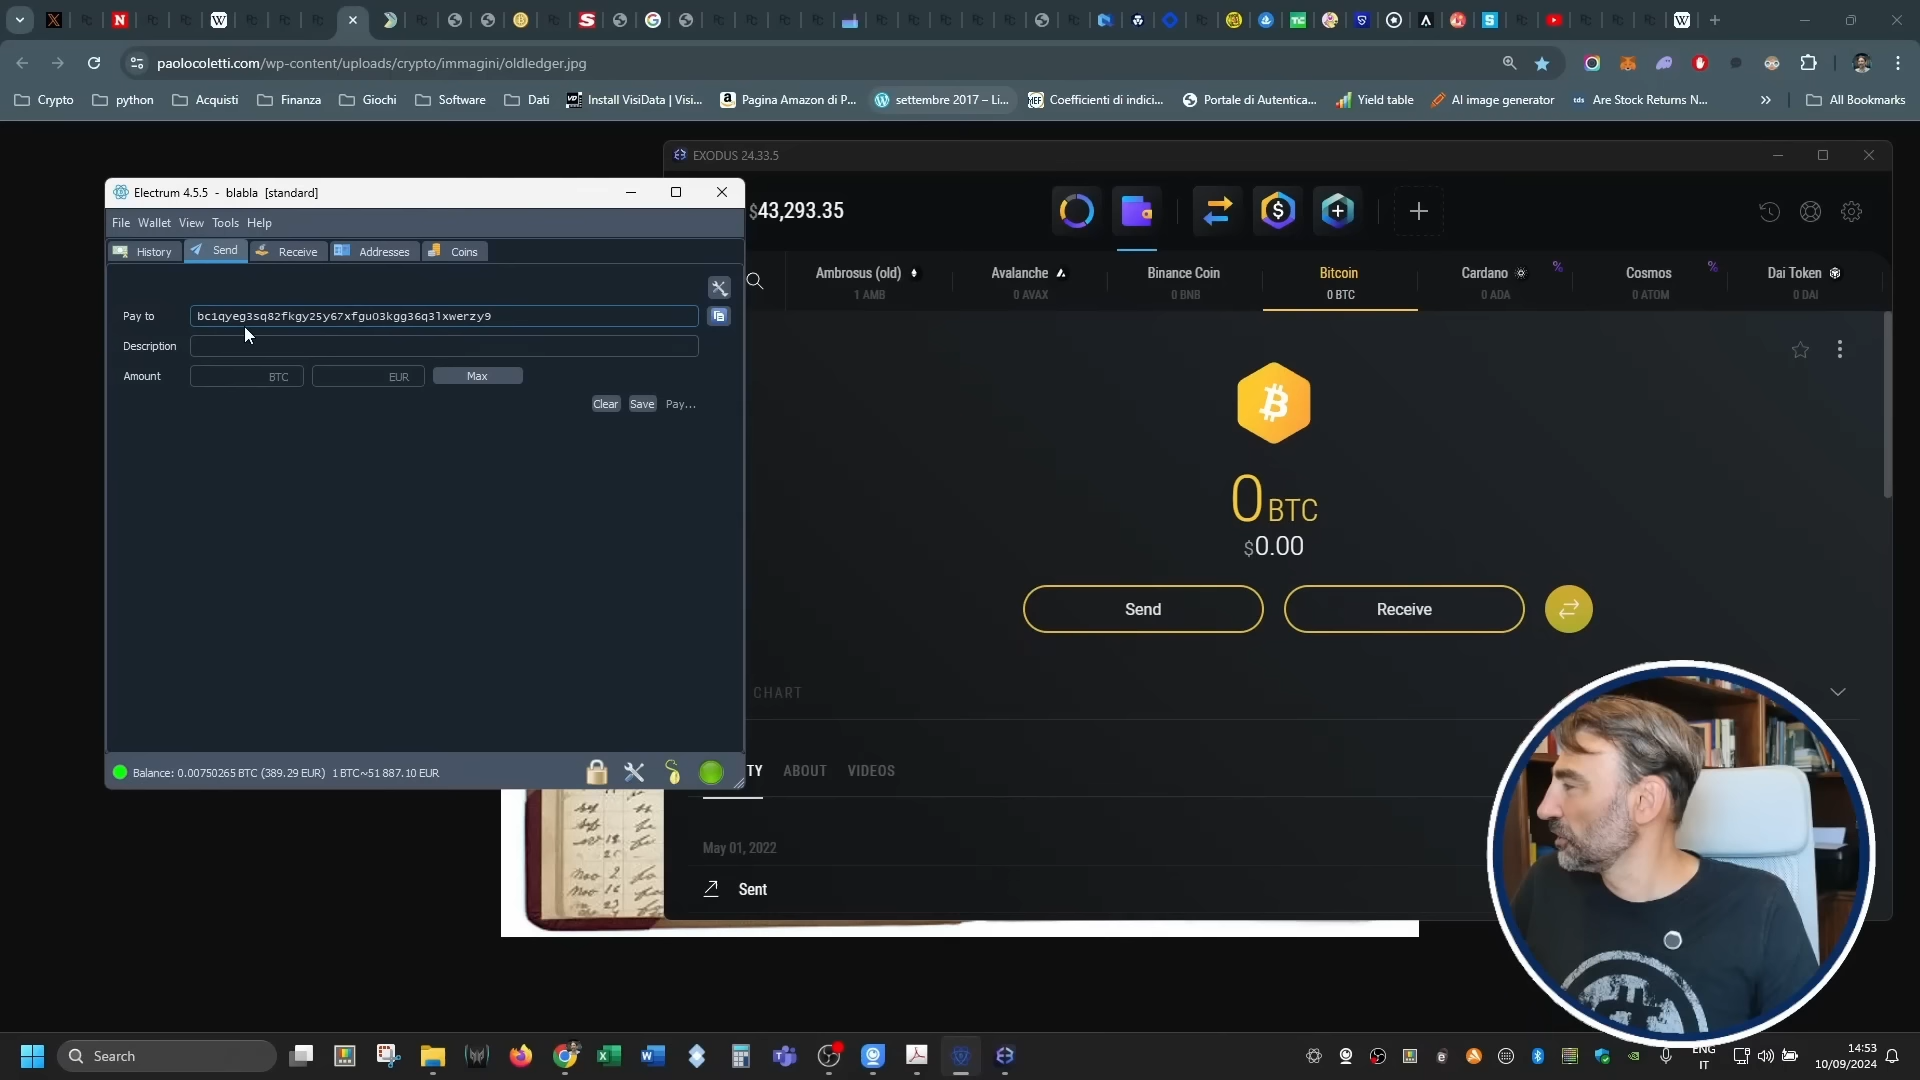 paolocoletti.com/wp-content/uploads/crypto/immagini/oldledger.jpg
Crypto python Acquisti Finanza Giochi Software Dati Install VisiData | Visi... Pagina Amazon di P... settembre 2017 – Li... Coefficienti di indici... Portale di Autentica... Yield table AI image generator Are Stock Returns N... » All Bookmarks
EXODUS 24.33.5
$43,293.35
Ambrosus (old) Avalanche Binance Coin Bitcoin Cardano Cosmos Dai Token
1 AMB 0 AVAX 0 BNB 0 BTC 0 ADA 0 ATOM 0 DAI
0 BTC
$0.00
Send Receive
CHART
TY ABOUT VIDEOS
May 01, 2022
Sent
Electrum 4.5.5 - blabla [standard]
File Wallet View Tools Help
History Send Receive Addresses Coins
Pay to bc1qyeg3sq82fkgy25y67xfgu03kgg36q3lxwerzy9
Description
Amount BTC EUR Max
Clear Save Pay...
Balance: 0.00750265 BTC (389.29 EUR) 1 BTC~51 887.10 EUR
Search
ENG
IT
14:53
10/09/2024